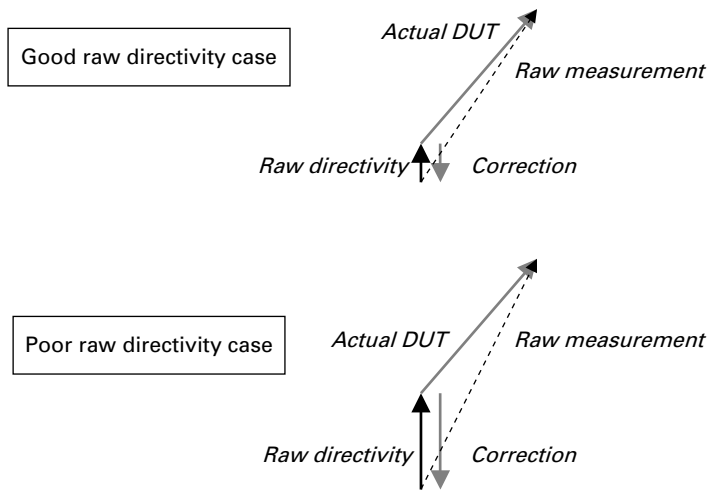 Good raw directivity case
Actual DUT
Raw measurement
Raw directivity
Correction
Poor raw directivity case
Actual DUT
Raw measurement
Raw directivity
Correction